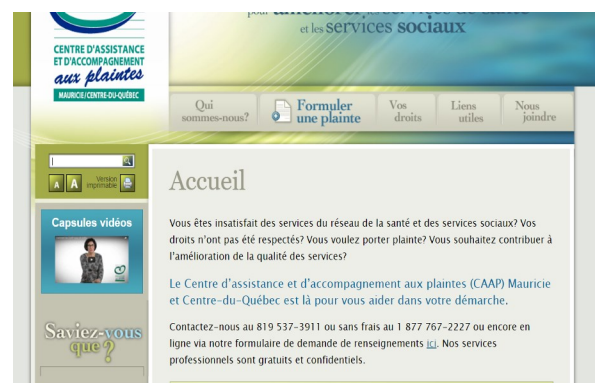 pour améliorer les services de santé
et les services sociaux
CENTRE D'ASSISTANCE
ET D'ACCOMPAGNEMENT
aux plaintes
MAURICIE/CENTRE-DU-QUÉBEC
Qui
sommes-nous?
Formuler
une plainte
Vos
droits
Liens
utiles
Nous
joindre
A A Version
imprimable
Capsules vidéos
Saviez-vous
que ?
Accueil
Vous êtes insatisfait des services du réseau de la santé et des services sociaux? Vos
droits n'ont pas été respectés? Vous voulez porter plainte? Vous souhaitez contribuer à
l'amélioration de la qualité des services?
Le Centre d'assistance et d'accompagnement aux plaintes (CAAP) Mauricie
et Centre-du-Québec est là pour vous aider dans votre démarche.
Contactez-nous au 819 537-3911 ou sans frais au 1 877 767-2227 ou encore en
ligne via notre formulaire de demande de renseignements ici. Nos services
professionnels sont gratuits et confidentiels.